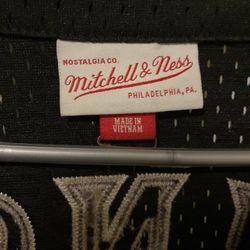 NOSTALGIA CO.
Mitchell & Ness
PHILADELPHIA, PA.
MADE IN
VIETNAM